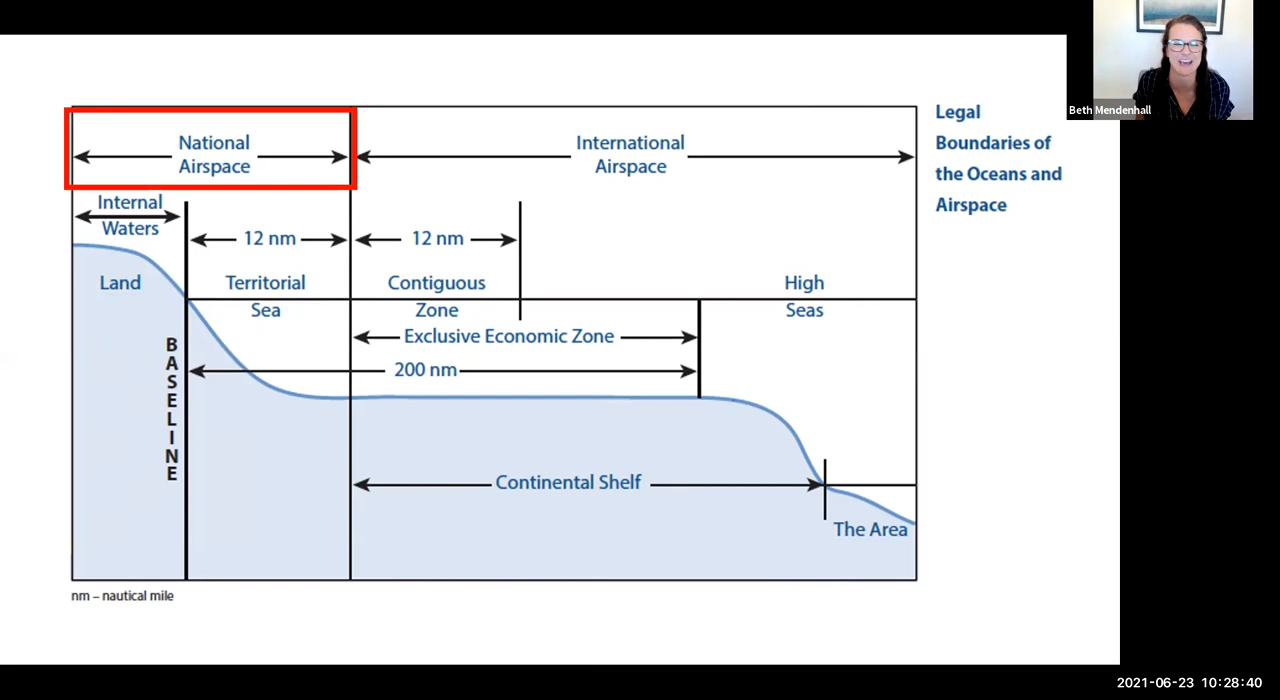 Beth Mendenhall
Legal
Boundaries of
the Oceans and
Airspace
National
Airspace
International
Airspace
Internal
Waters
12 nm
12 nm
Land
Territorial
Sea
Contiguous
Zone
High
Seas
Exclusive Economic Zone
200 nm
BASELINE
Continental Shelf
The Area
nm – nautical mile
2021-06-23 10:28:40